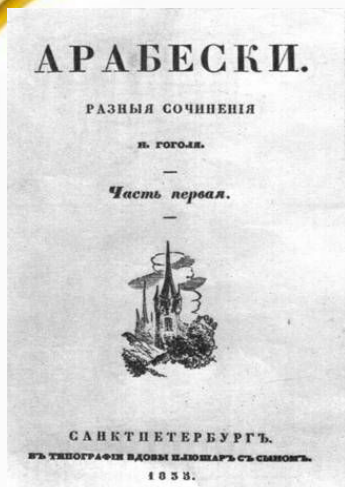 АРАБЕСКИ.
РАЗНЫЯ СОЧИНЕНІЯ
Н. ГОГОЛЯ.
Часть первая.
САНКТПЕТЕРБУРГЪ.
ВЪ ТИПОГРАФІИ ВДОВЫ ПЛЮШАРЪ СЪ СЫНОМЪ.
1835.